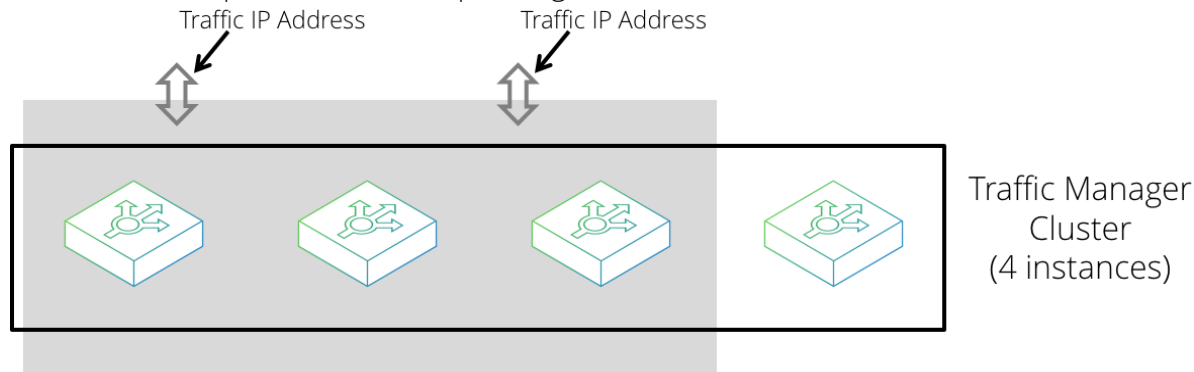 Traffic IP Address
Traffic IP Address
Traffic Manager
Cluster
(4 instances)